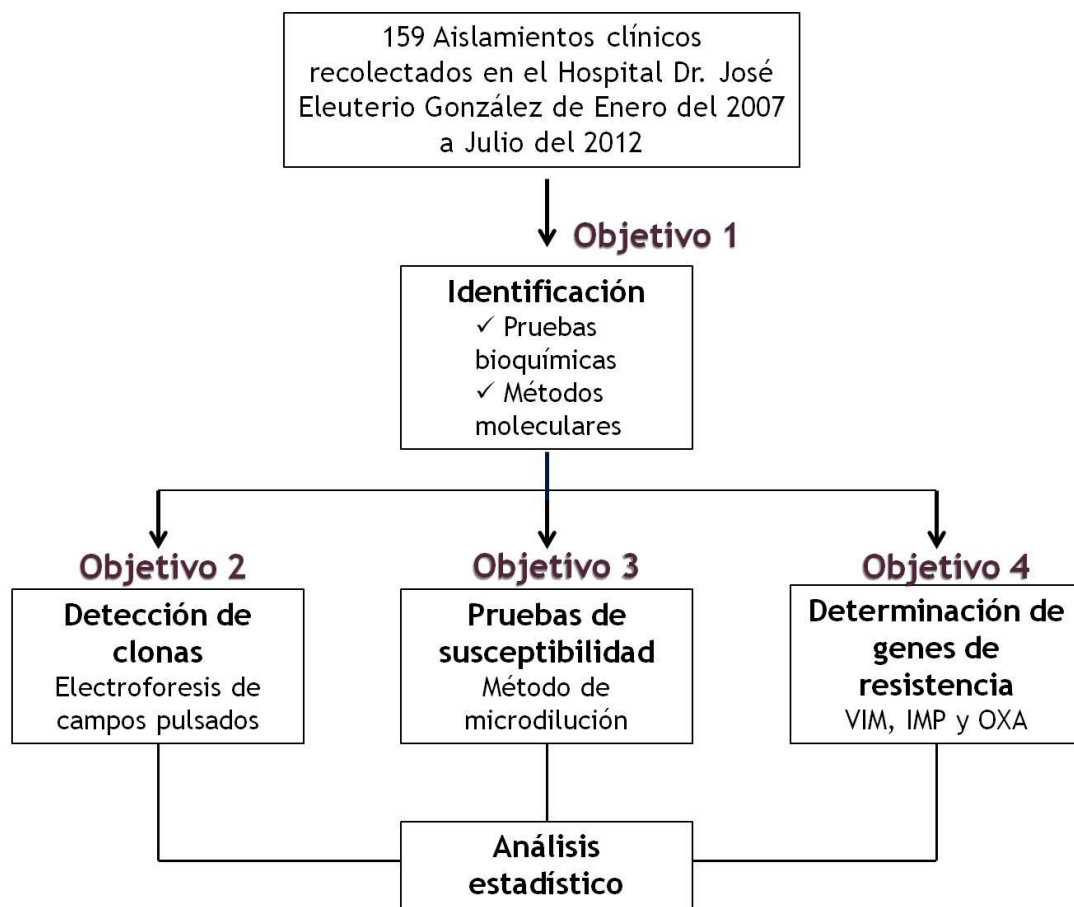 159 Aislamientos clínicos
recolectados en el Hospital Dr. José
Eleuterio González de Enero del 2007
a Julio del 2012
Objetivo 1
Identificación
✓ Pruebas
bioquímicas
✓ Métodos
moleculares
Objetivo 2
Detección de
clonas
Electroforesis de
campos pulsados
Objetivo 3
Pruebas de
susceptibilidad
Método de
microdilución
Objetivo 4
Determinación de
genes de
resistencia
VIM, IMP y OXA
Análisis
estadístico